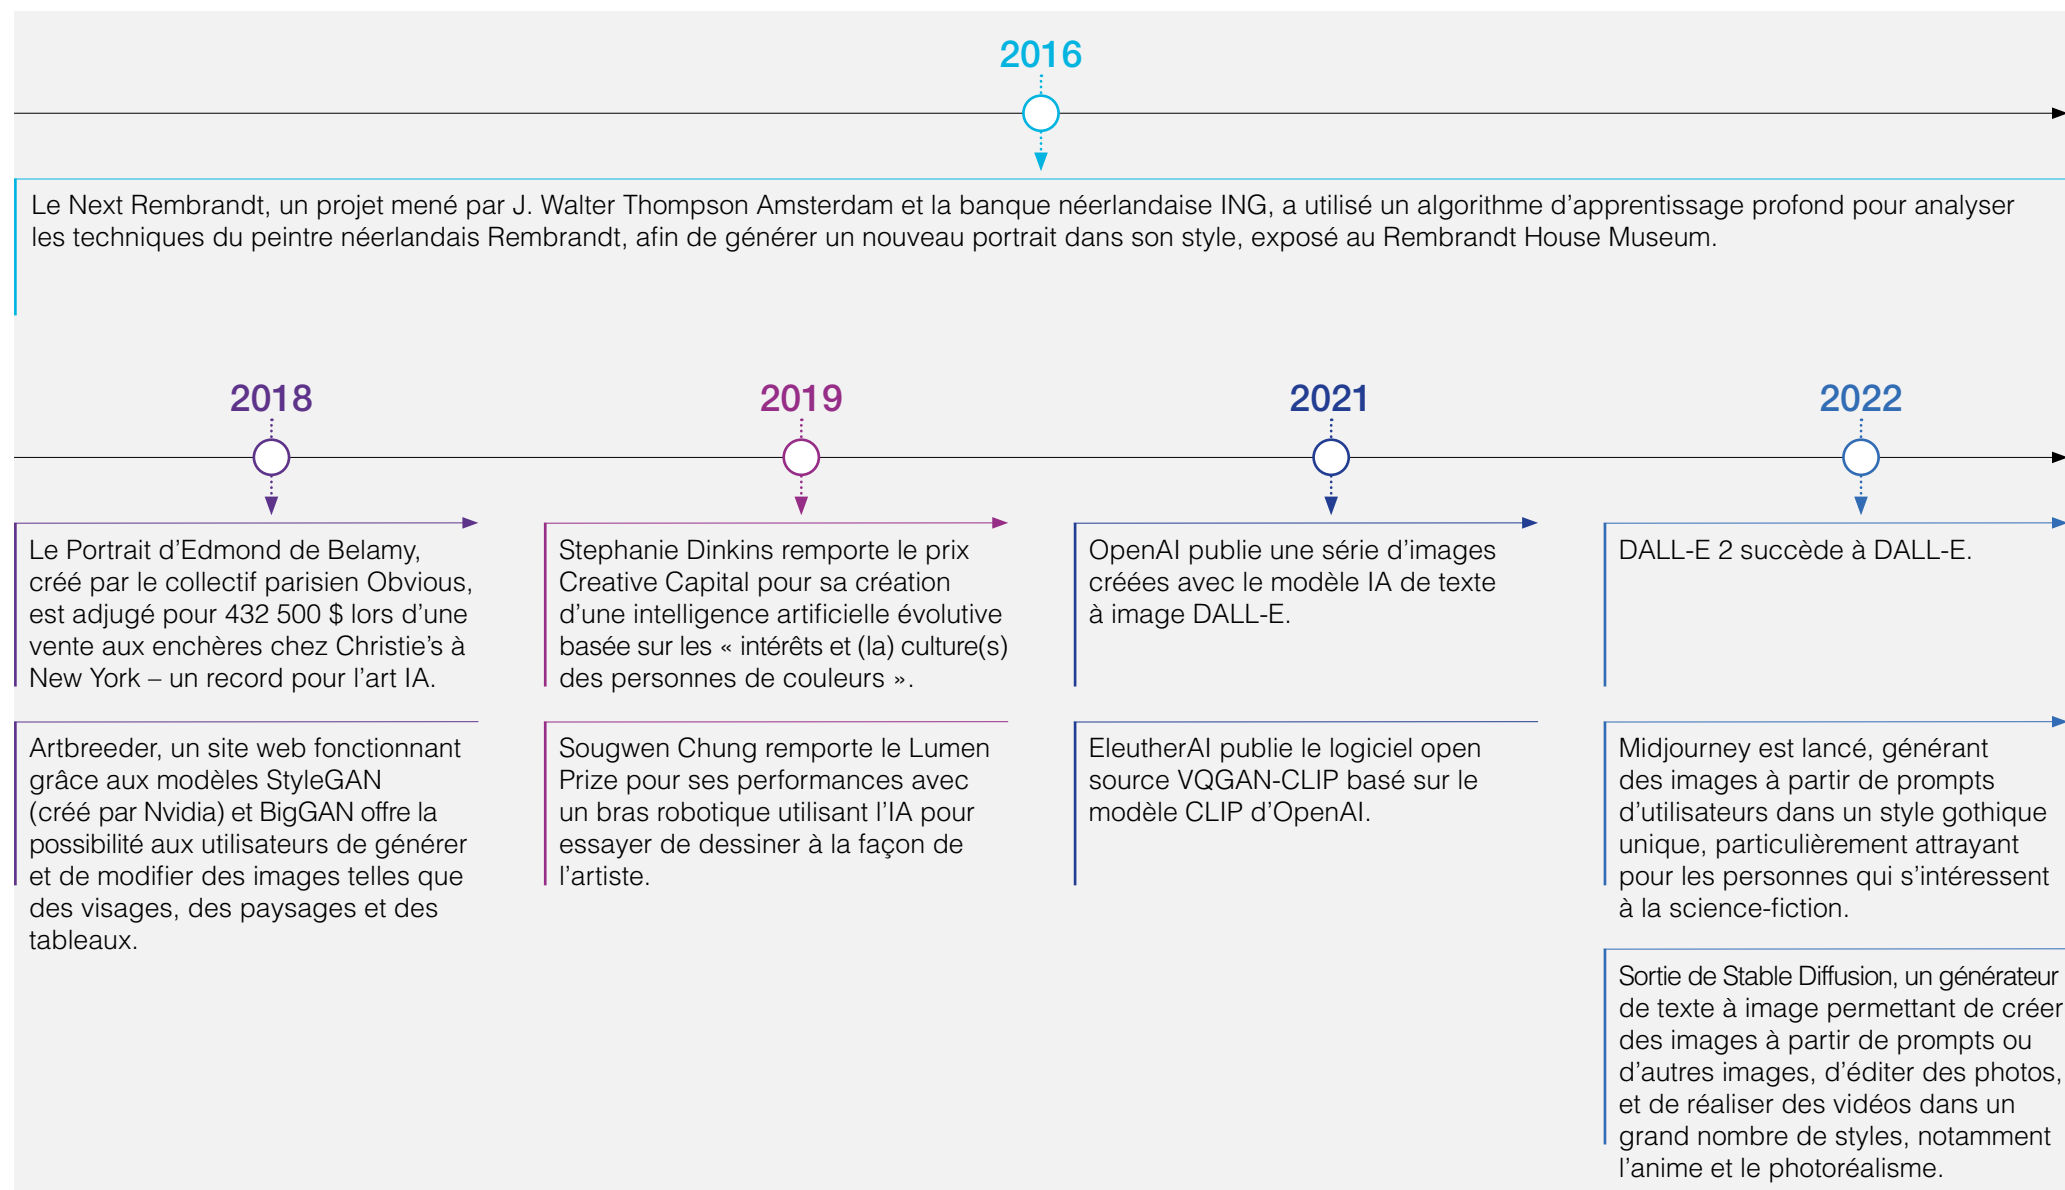 2016
Le Next Rembrandt, un projet mené par J. Walter Thompson Amsterdam et la banque néerlandaise ING, a utilisé un algorithme d’apprentissage profond pour analyser
les techniques du peintre néerlandais Rembrandt, afin de générer un nouveau portrait dans son style, exposé au Rembrandt House Museum.
2018
Le Portrait d’Edmond de Belamy,
créé par le collectif parisien Obvious,
est adjugé pour 432 500 $ lors d’une
vente aux enchères chez Christie’s à
New York – un record pour l’art IA.
Artbreeder, un site web fonctionnant
grâce aux modèles StyleGAN
(créé par Nvidia) et BigGAN offre la
possibilité aux utilisateurs de générer
et de modifier des images telles que
des visages, des paysages et des
tableaux.
2019
Stephanie Dinkins remporte le prix
Creative Capital pour sa création
d’une intelligence artificielle évolutive
basée sur les « intérêts et (la) culture(s)
des personnes de couleurs ».
Sougwen Chung remporte le Lumen
Prize pour ses performances avec
un bras robotique utilisant l’IA pour
essayer de dessiner à la façon de
l’artiste.
2021
OpenAI publie une série d’images
créées avec le modèle IA de texte
à image DALL-E.
EleutherAI publie le logiciel open
source VQGAN-CLIP basé sur le
modèle CLIP d’OpenAI.
2022
DALL-E 2 succède à DALL-E.
Midjourney est lancé, générant
des images à partir de prompts
d’utilisateurs dans un style gothique
unique, particulièrement attrayant
pour les personnes qui s’intéressent
à la science-fiction.
Sortie de Stable Diffusion, un générateur
de texte à image permettant de créer
des images à partir de prompts ou
d’autres images, d’éditer des photos,
et de réaliser des vidéos dans un
grand nombre de styles, notamment
l’anime et le photoréalisme.